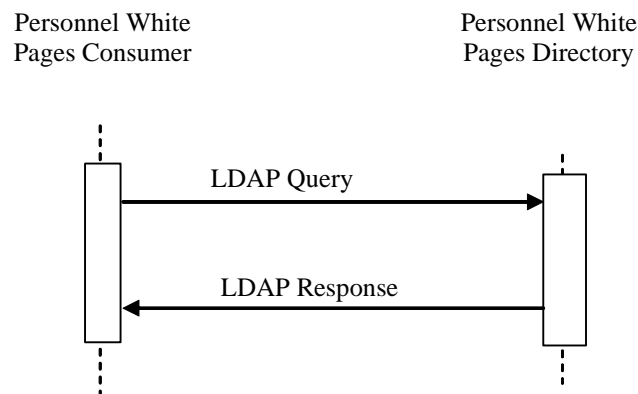 Personnel White
Pages Consumer
Personnel White
Pages Directory
LDAP Query
LDAP Response